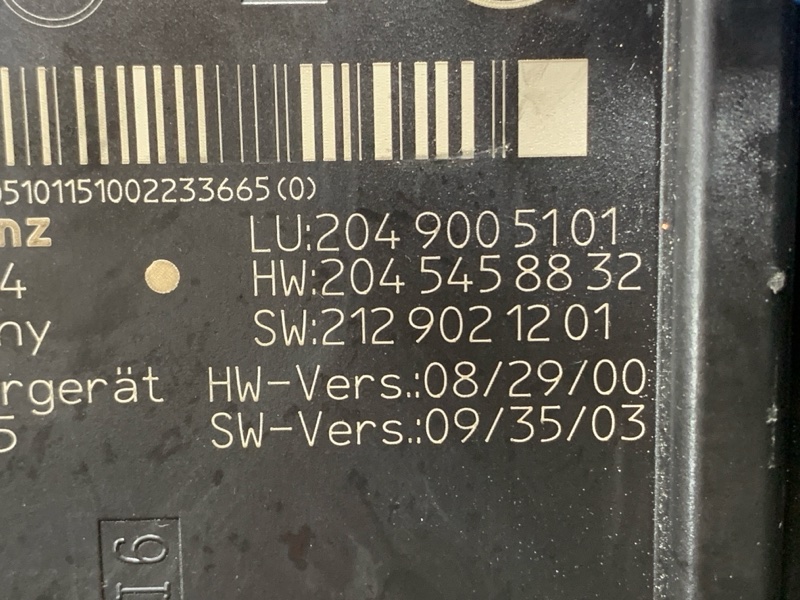 05101151002233665(0)
nz LU:204 900 5101
4 HW:204 545 88 32
ny SW:212 902 12 01
rgerät HW-Vers.:08/29/00
5 SW-Vers.:09/35/03
I6